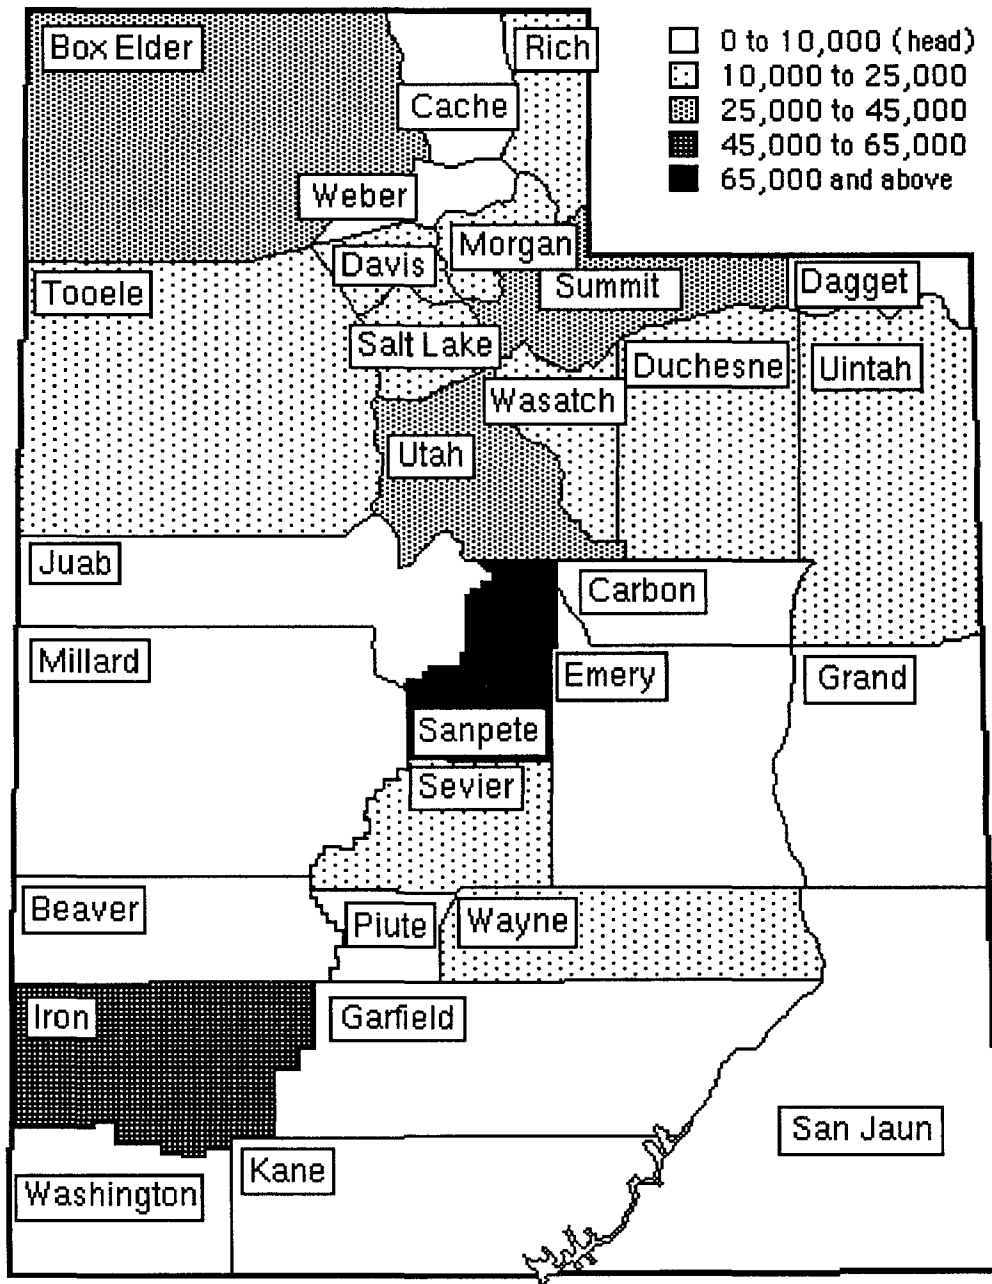 Box Elder
Rich
0 to 10,000 (head)
10,000 to 25,000
25,000 to 45,000
45,000 to 65,000
65,000 and above
Cache
Weber
Morgan
Davis
Tooele
Summit
Dagget
Salt Lake
Duchesne
Uintah
Wasatch
Utah
Juab
Carbon
Millard
Emery
Grand
Sanpete
Sevier
Beaver
Piute
Wayne
Iron
Garfield
San Jaun
Kane
Washington